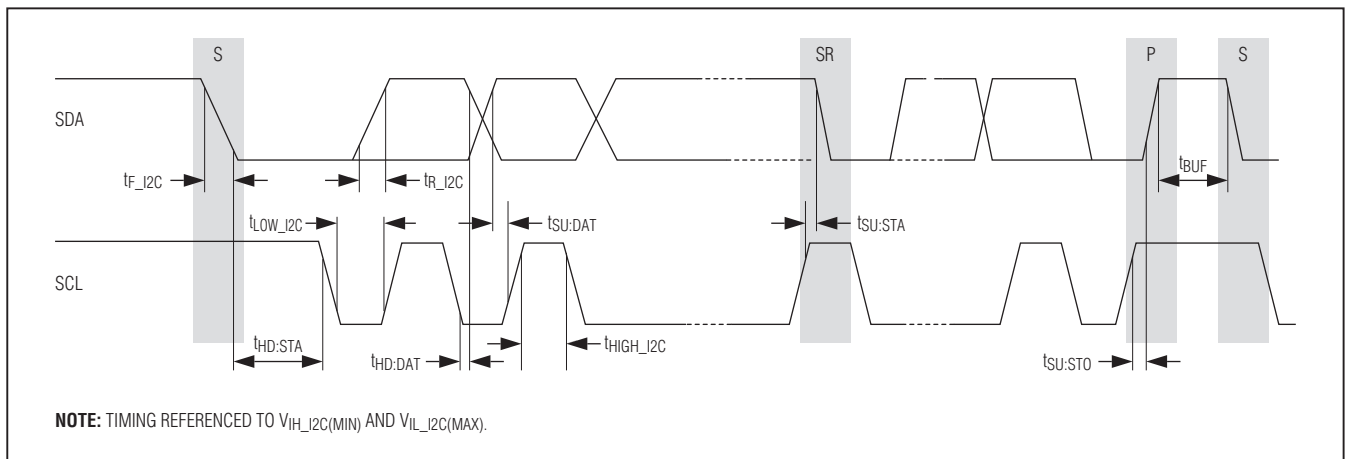 S
SR
P
S
SDA
tBUF
tF_I2C
tR_I2C
tLOW_I2C
tSU:DAT
tSU:STA
SCL
tHD:STA
tHD:DAT
tHIGH_I2C
tSU:STO
NOTE: TIMING REFERENCED TO VIH_I2C(MIN) AND VIL_I2C(MAX).